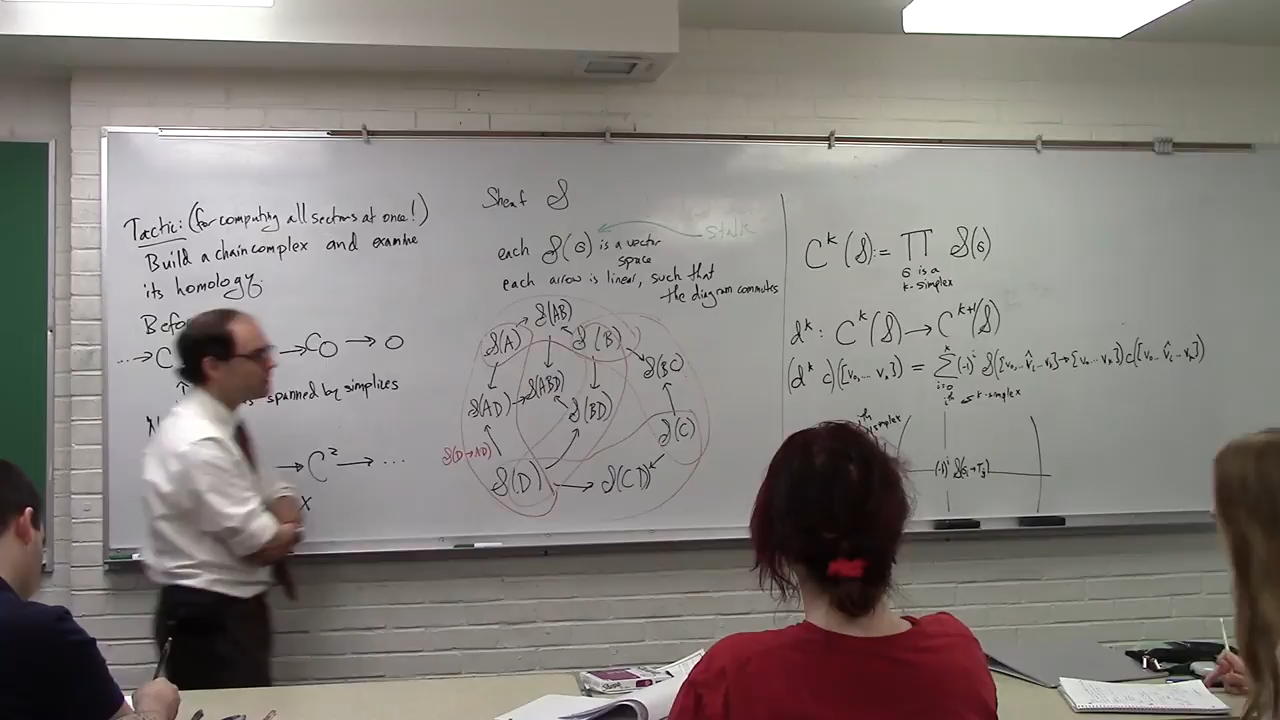 Tactic: (for computing all sections at once!)
Build a chain complex and examine
its homology.
Befo
... → C
→ C₀ → 0
spanned by simplices
N
→ C² → ...
X
Sheaf 𝒮
each 𝒮(σ) is a vector
space
stalk
each arrow is linear, such that
the diagram commutes
𝒮(AB)
𝒮(A)
𝒮(B)
𝒮(BC)
𝒮(ABD)
𝒮(AD)
𝒮(BD)
𝒮(C)
𝒮(D→AD)
𝒮(D)
𝒮(CD)
Cᵏ(𝒮) := ∏ 𝒮(σ)
σ is a
k-simplex
dᵏ: Cᵏ(𝒮) → Cᵏ⁺¹(𝒮)
(dᵏ c)([v₀, ... vₖ]) = Σ (-1)ⁱ 𝒮([v₀,.. v̂ᵢ .. vₖ] → [v₀ .. vₖ]) c([v₀.. v̂ᵢ .. vₖ])
i=0
k-simplex
simplex
(-1)ⁱ 𝒮(σᵢ→τⱼ)